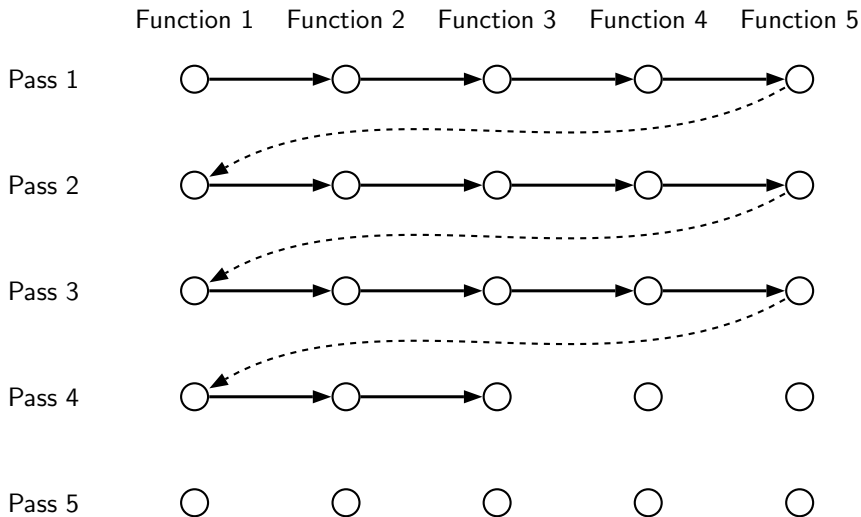 Function 1 Function 2 Function 3 Function 4 Function 5
Pass 1
Pass 2
Pass 3
Pass 4
Pass 5